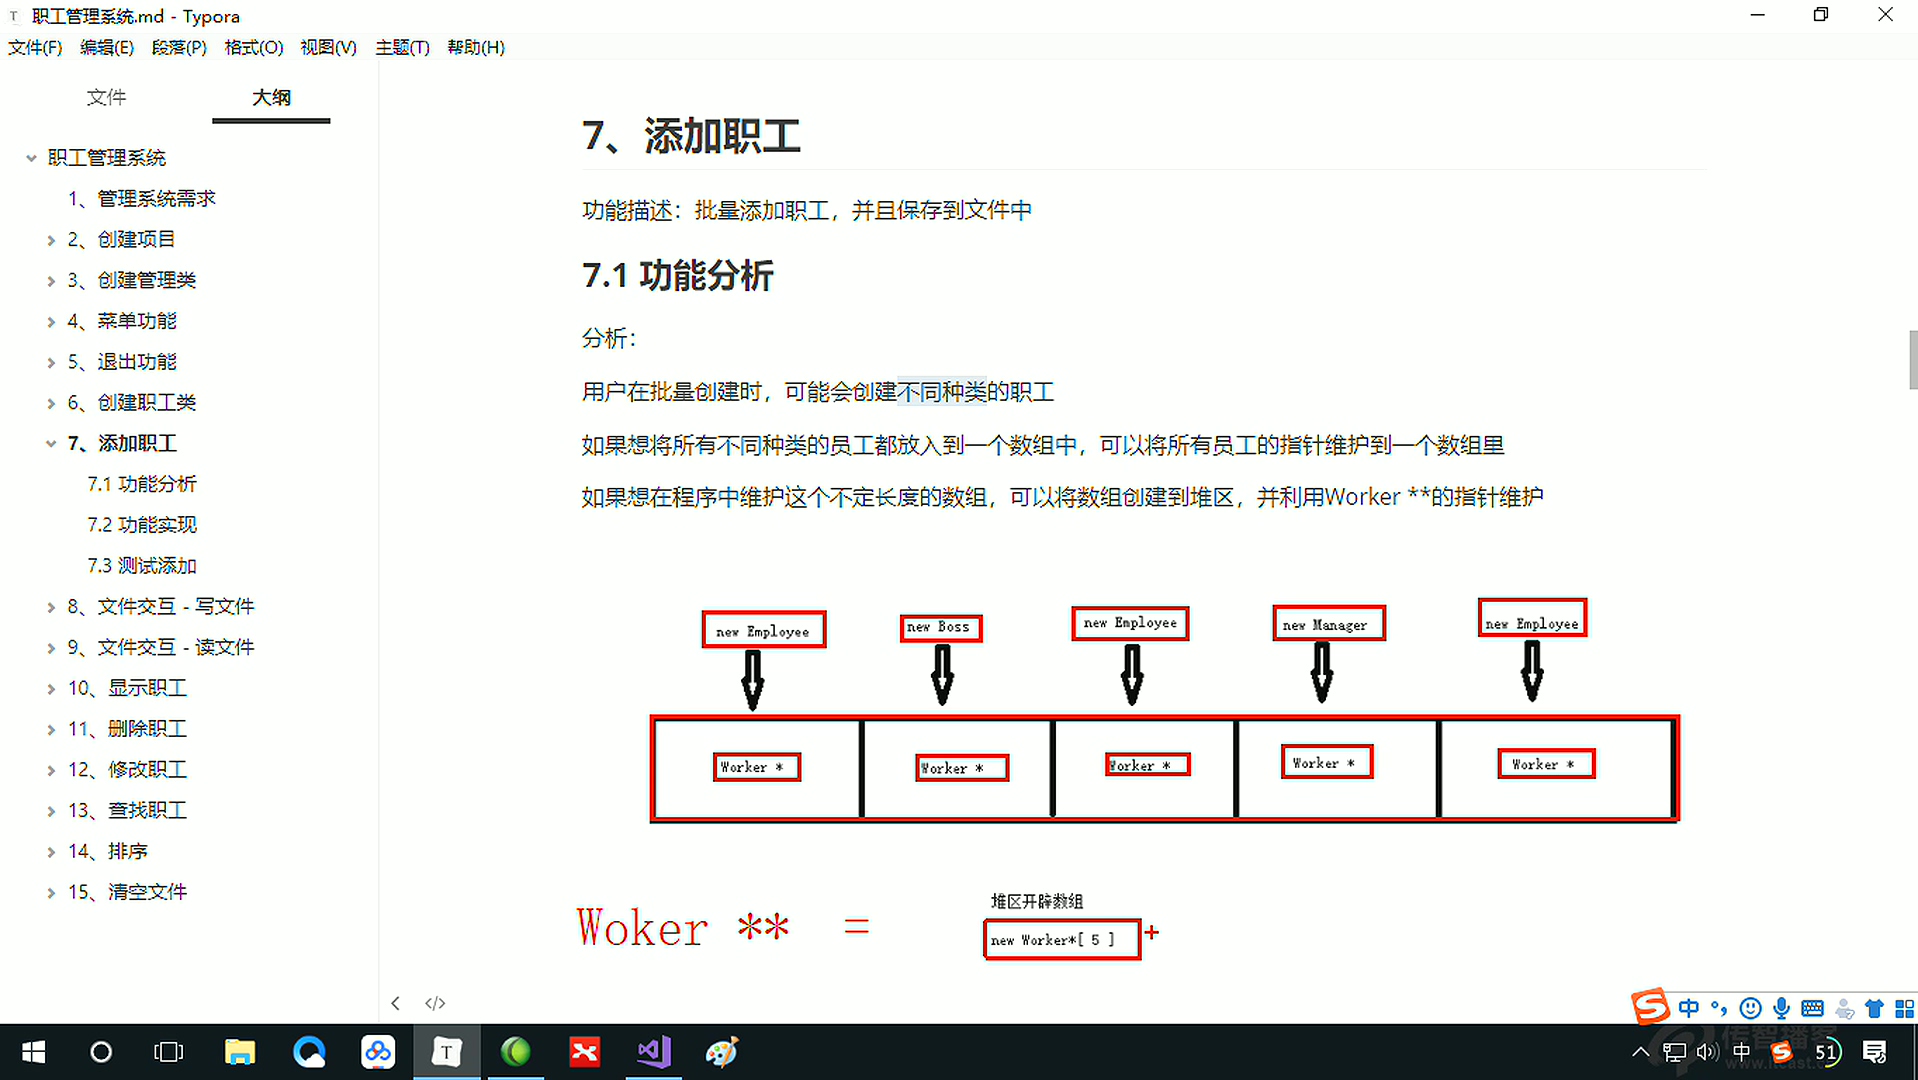 职工管理系统.md - Typora
文件(F) 编辑(E) 段落(P) 格式(O) 视图(V) 主题(T) 帮助(H)
文件 大纲
职工管理系统
1、管理系统需求
2、创建项目
3、创建管理类
4、菜单功能
5、退出功能
6、创建职工类
7、添加职工
7.1 功能分析
7.2 功能实现
7.3 测试添加
8、文件交互 - 写文件
9、文件交互 - 读文件
10、显示职工
11、删除职工
12、修改职工
13、查找职工
14、排序
15、清空文件
7、添加职工
功能描述：批量添加职工，并且保存到文件中
7.1 功能分析
分析：
用户在批量创建时，可能会创建不同种类的职工
如果想将所有不同种类的员工都放入到一个数组中，可以将所有员工的指针维护到一个数组里
如果想在程序中维护这个不定长度的数组，可以将数组创建到堆区，并利用Worker **的指针维护
new Employee new Boss new Employee new Manager new Employee
Worker * Worker * Worker * Worker * Worker *
堆区开辟数组
Woker ** = new Worker*[ 5 ]
</>
中
中 51
传智播客